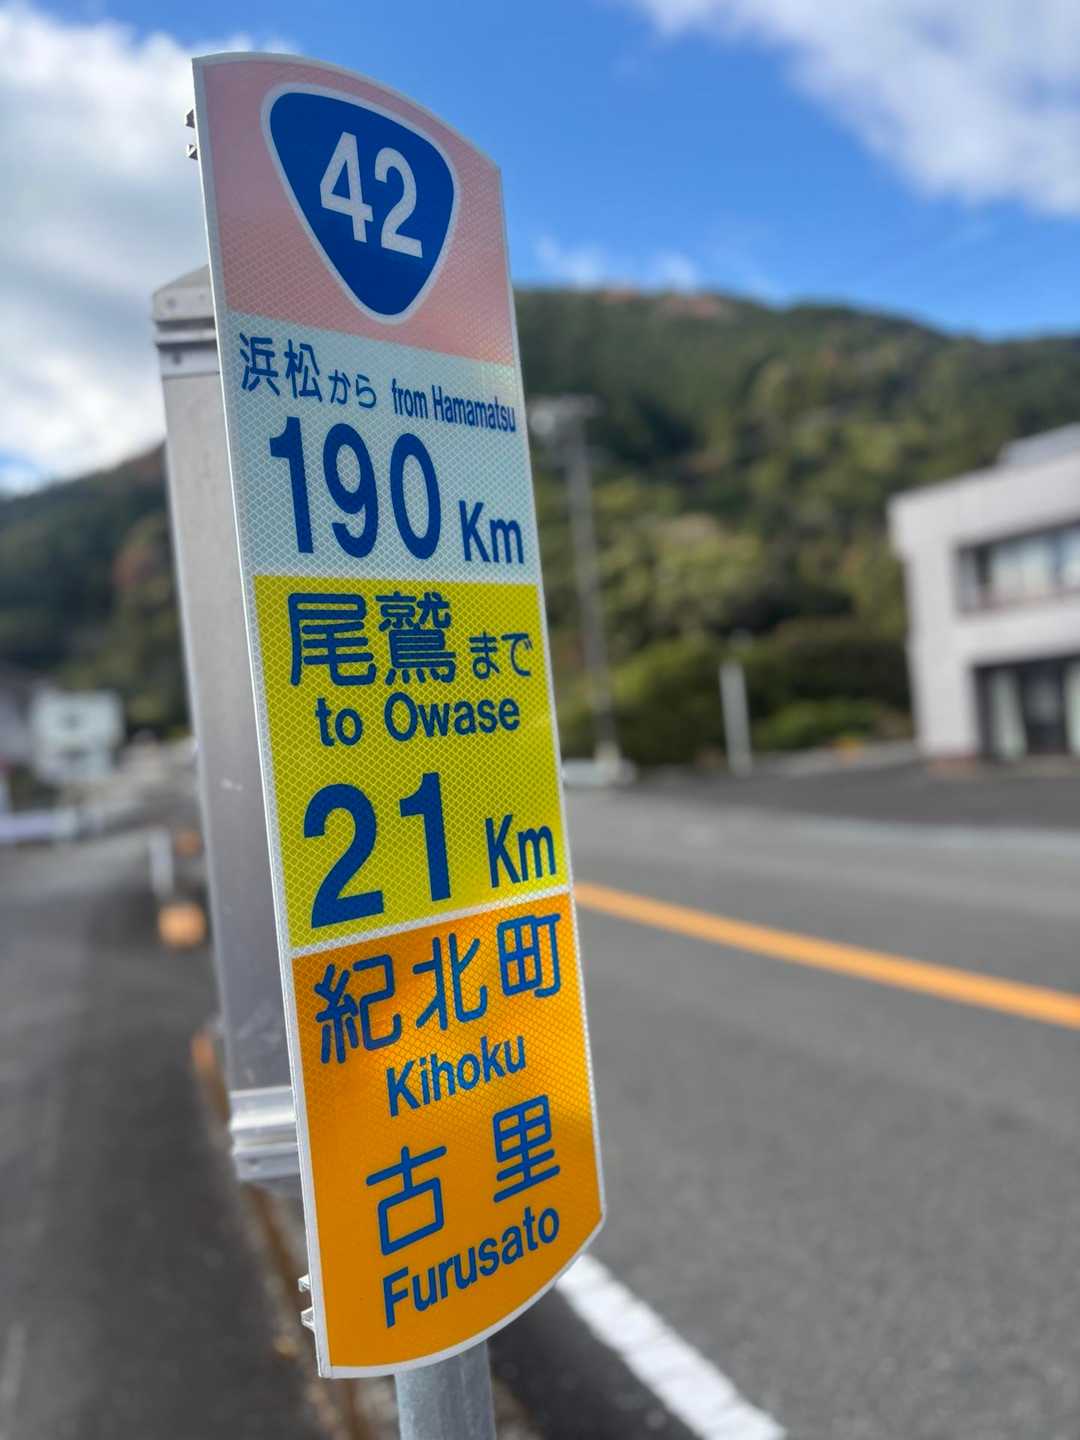 42
浜松から from Hamamatsu
190 Km
尾鷲まで
to Owase
21 Km
紀北町
Kihoku
古里
Furusato